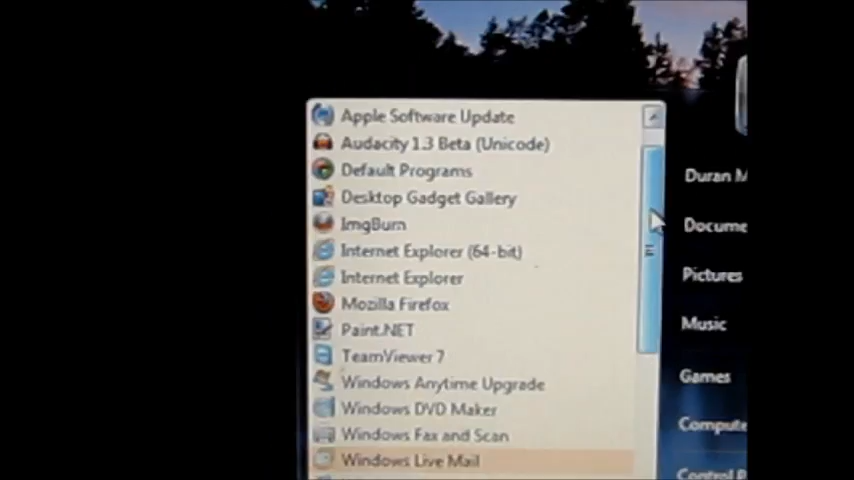 Apple Software Update
Audacity 1.3 Beta (Unicode)
Default Programs
Desktop Gadget Gallery
ImgBurn
Internet Explorer (64-bit)
Internet Explorer
Mozilla Firefox
Paint.NET
TeamViewer 7
Windows Anytime Upgrade
Windows DVD Maker
Windows Fax and Scan
Windows Live Mail
Duran M
Docume
Pictures
Music
Games
Compute
Control P